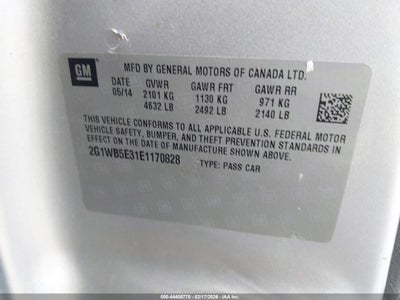 GM
MFD BY GENERAL MOTORS OF CANADA LTD.
DATE GVWR GAWR FRT GAWR RR
05/14 2101 KG 1130 KG 971 KG
4632 LB 2492 LB 2140 LB
THIS VEHICLE CONFORMS TO ALL APPLICABLE U.S. FEDERAL MOTOR
VEHICLE SAFETY, BUMPER, AND THEFT PREVENTION STANDARDS
IN EFFECT ON THE DATE OF MANUFACTURE SHOWN ABOVE.
2G1WB5E31E1170828 TYPE: PASS CAR